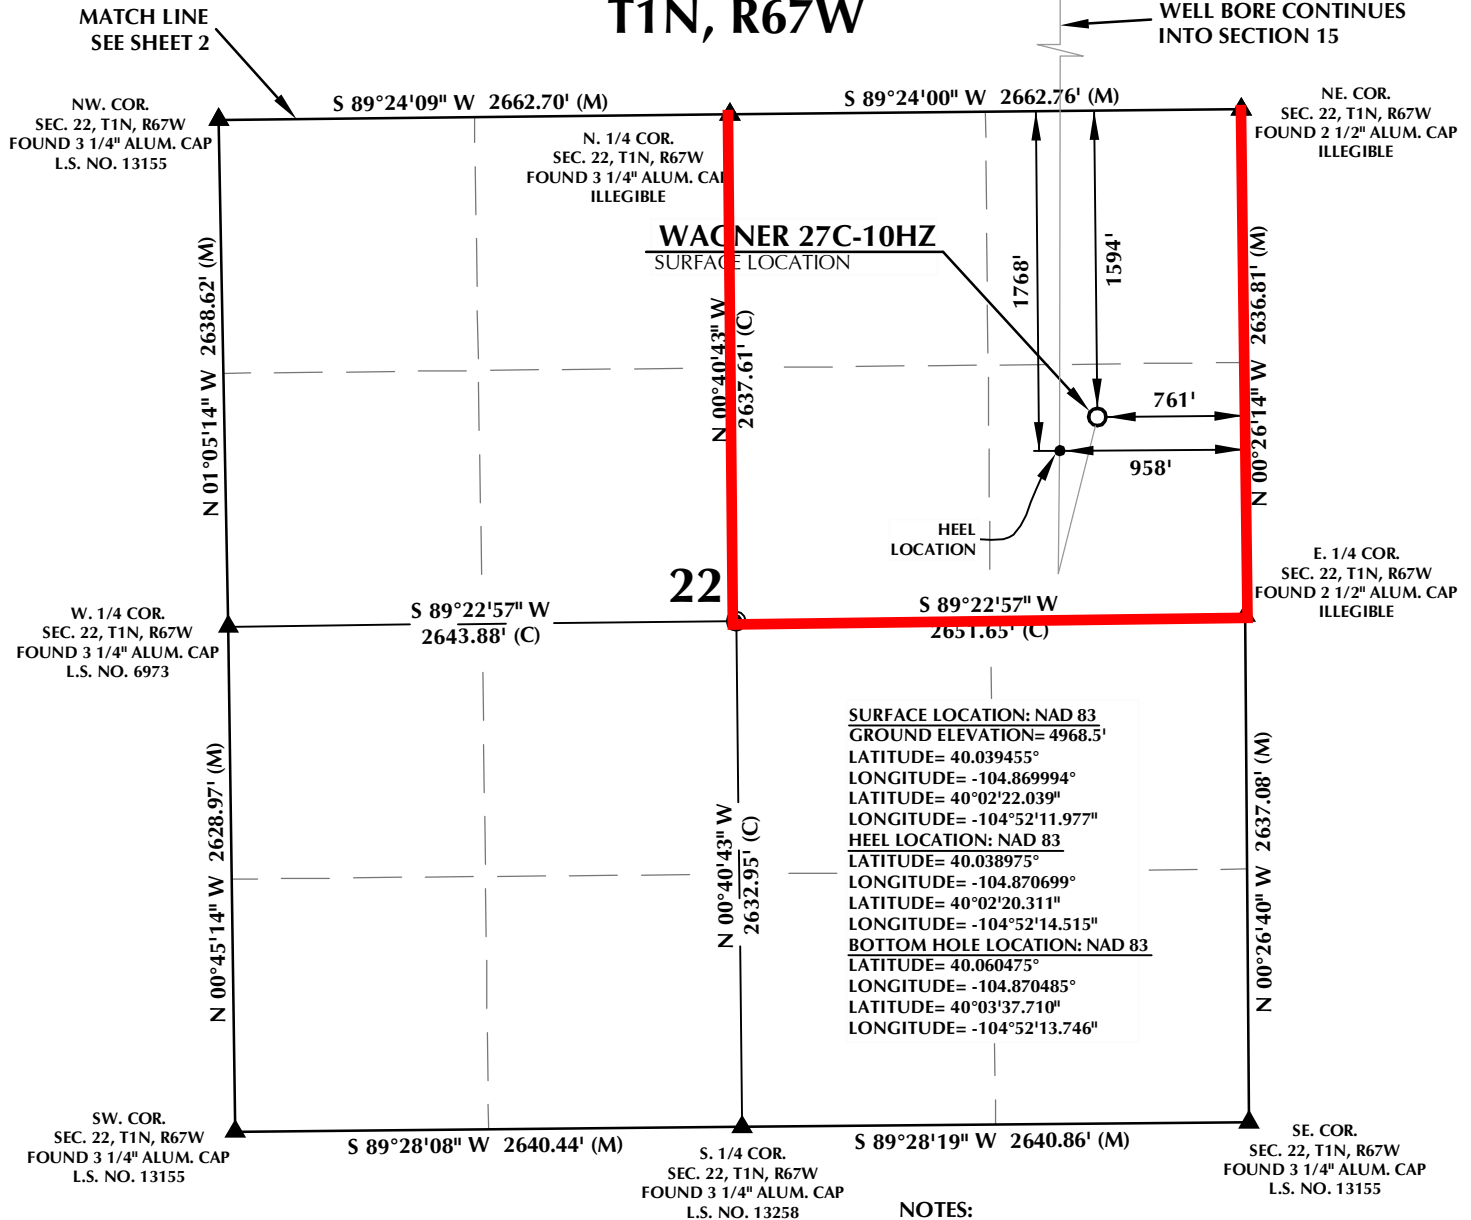 T1N, R67W
MATCH LINE
SEE SHEET 2
WELL BORE CONTINUES
INTO SECTION 15
NW. COR.
SEC. 22, T1N, R67W
FOUND 3 1/4" ALUM. CAP
L.S. NO. 13155
S 89°24'09" W 2662.70' (M)
N. 1/4 COR.
SEC. 22, T1N, R67W
FOUND 3 1/4" ALUM. CAP
ILLEGIBLE
S 89°24'00" W 2662.76' (M)
NE. COR.
SEC. 22, T1N, R67W
FOUND 2 1/2" ALUM. CAP
ILLEGIBLE
WAGNER 27C-10HZ
SURFACE LOCATION
1768'
1594'
761'
958'
HEEL
LOCATION
N 01°05'14" W 2638.62' (M)
N 00°40'43" W
2637.61' (C)
N 00°26'14" W 2636.81' (M)
22
W. 1/4 COR.
SEC. 22, T1N, R67W
FOUND 3 1/4" ALUM. CAP
L.S. NO. 6973
S 89°22'57" W
2643.88' (C)
S 89°22'57" W
2651.65' (C)
E. 1/4 COR.
SEC. 22, T1N, R67W
FOUND 2 1/2" ALUM. CAP
ILLEGIBLE
N 00°45'14" W 2628.97' (M)
N 00°40'43" W
2632.95' (C)
SURFACE LOCATION: NAD 83
GROUND ELEVATION= 4968.5'
LATITUDE= 40.039455°
LONGITUDE= -104.869994°
LATITUDE= 40°02'22.039"
LONGITUDE= -104°52'11.977"
HEEL LOCATION: NAD 83
LATITUDE= 40.038975°
LONGITUDE= -104.870699°
LATITUDE= 40°02'20.311"
LONGITUDE= -104°52'14.515"
BOTTOM HOLE LOCATION: NAD 83
LATITUDE= 40.060475°
LONGITUDE= -104.870485°
LATITUDE= 40°03'37.710"
LONGITUDE= -104°52'13.746"
N 00°26'40" W 2637.08' (M)
SW. COR.
SEC. 22, T1N, R67W
FOUND 3 1/4" ALUM. CAP
L.S. NO. 13155
S 89°28'08" W 2640.44' (M)
S. 1/4 COR.
SEC. 22, T1N, R67W
FOUND 3 1/4" ALUM. CAP
L.S. NO. 13258
S 89°28'19" W 2640.86' (M)
SE. COR.
SEC. 22, T1N, R67W
FOUND 3 1/4" ALUM. CAP
L.S. NO. 13155
NOTES: